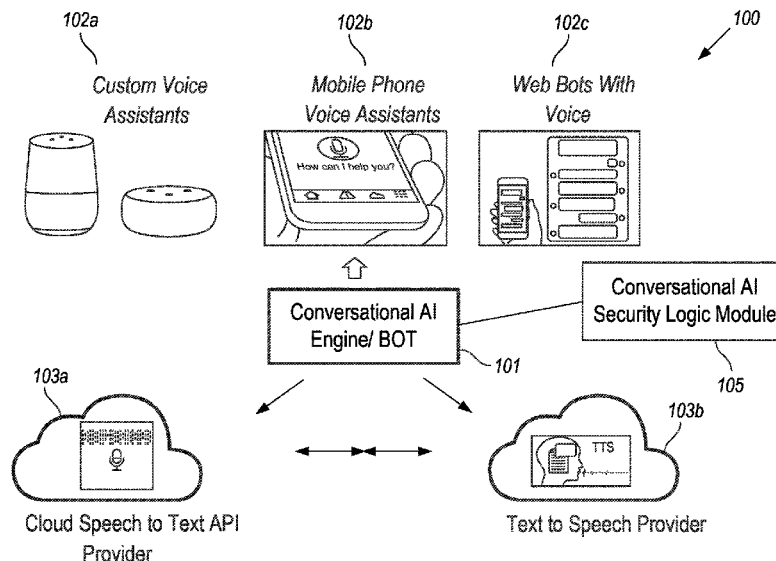 102a
102b
102c
100
Custom Voice
Assistants
Mobile Phone
Voice Assistants
Web Bots With
Voice
How can I help you?
Conversational AI
Engine/ BOT
101
Conversational AI
Security Logic Module
105
103a
103b
TTS
Cloud Speech to Text API
Provider
Text to Speech Provider